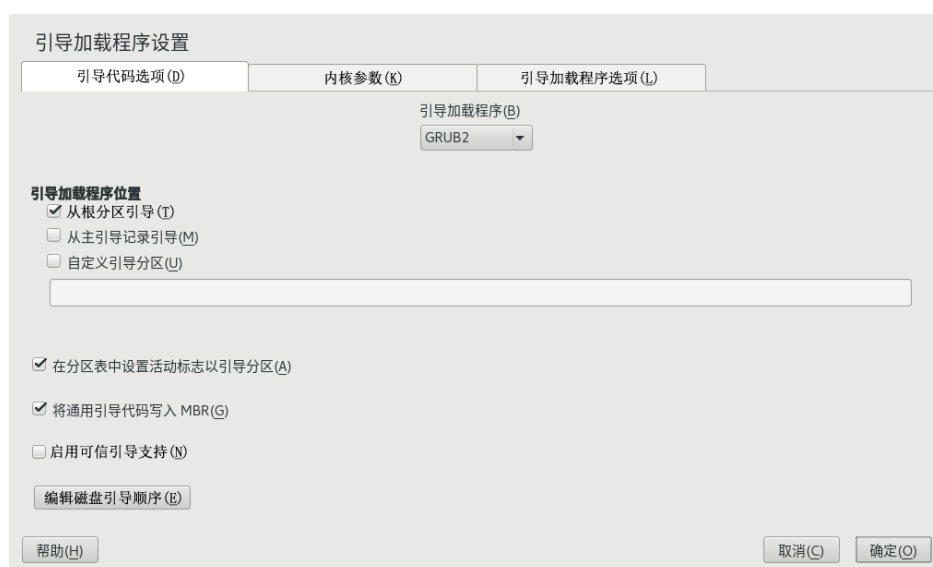 引导加载程序设置
引导代码选项(D) 内核参数(K) 引导加载程序选项(L)
引导加载程序(B)
GRUB2
引导加载程序位置
从根分区引导(T)
从主引导记录引导(M)
自定义引导分区(U)
在分区表中设置活动标志以引导分区(A)
将通用引导代码写入 MBR(G)
启用可信引导支持(N)
编辑磁盘引导顺序(E)
帮助(H) 取消(C) 确定(O)